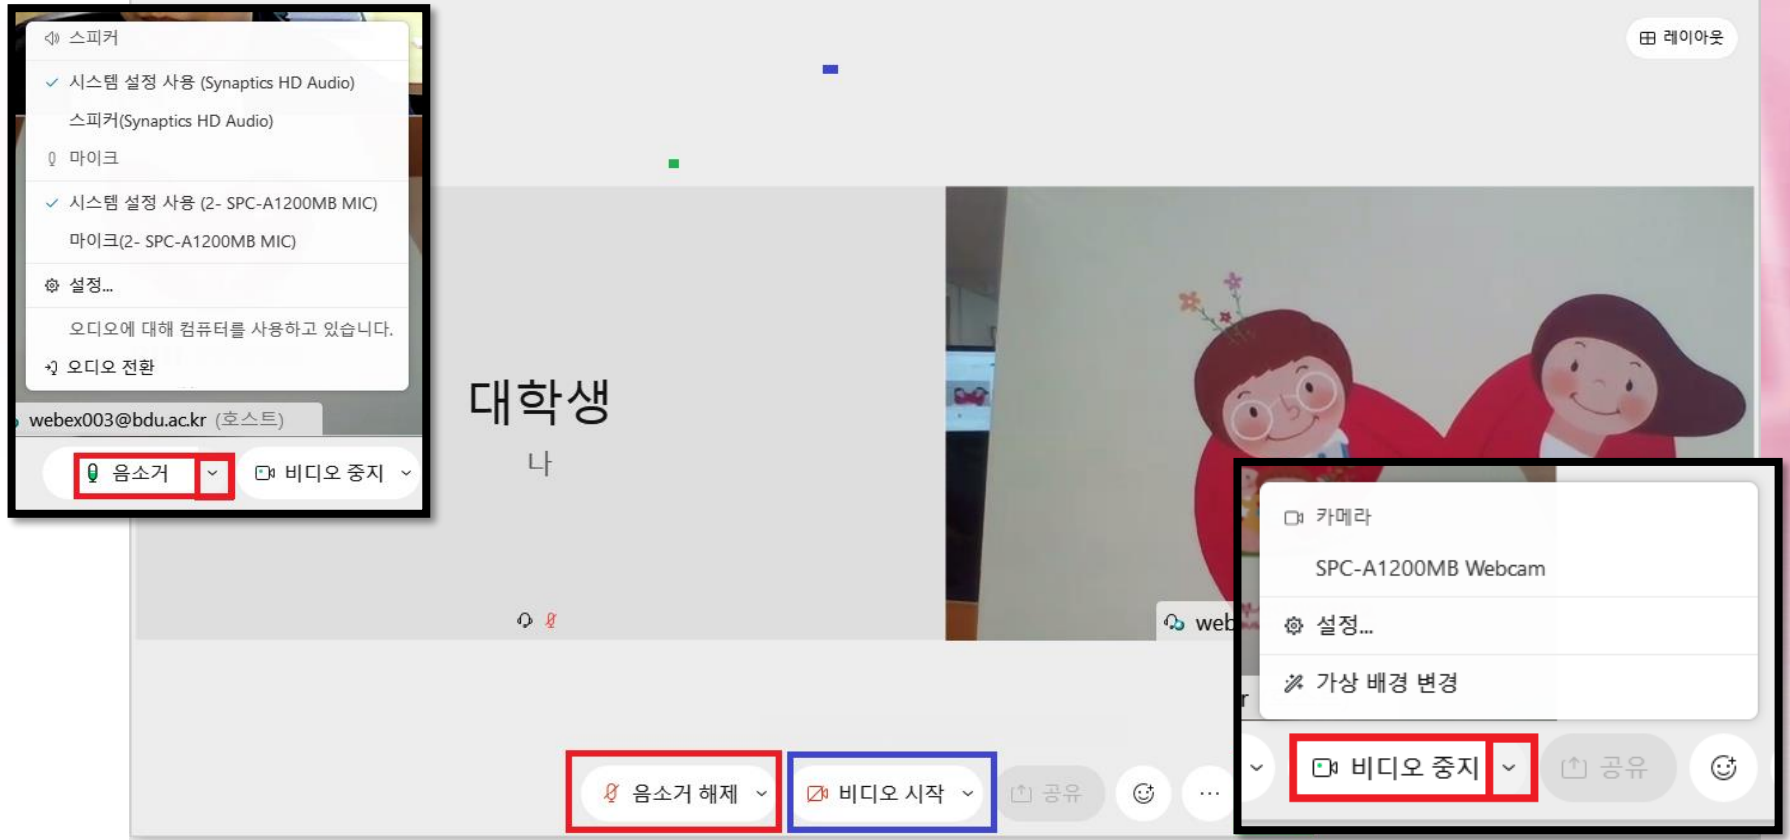 스피커
시스템 설정 사용 (Synaptics HD Audio)
스피커(Synaptics HD Audio)
마이크
시스템 설정 사용 (2- SPC-A1200MB MIC)
마이크(2- SPC-A1200MB MIC)
설정...
오디오에 대해 컴퓨터를 사용하고 있습니다.
오디오 전환
webex003@bdu.ac.kr (호스트)
음소거
비디오 중지
레이아웃
대학생
나
web
카메라
SPC-A1200MB Webcam
설정...
가상 배경 변경
r
비디오 중지
공유
음소거 해제
비디오 시작
공유
...